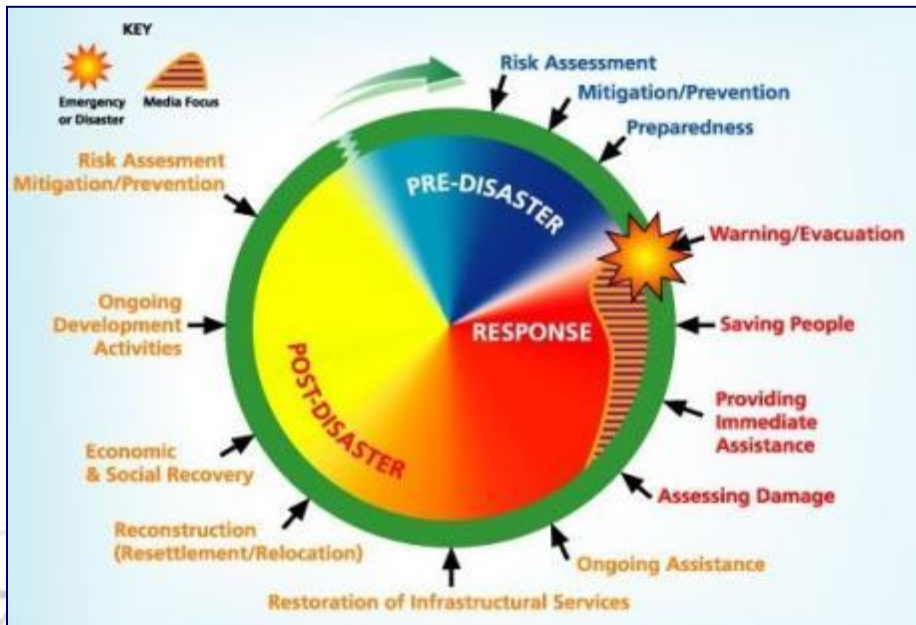 KEY
Emergency
or Disaster
Media Focus
Risk Assessment
Mitigation/Prevention
Preparedness
Warning/Evacuation
Saving People
Providing
Immediate
Assistance
Assessing Damage
Ongoing Assistance
Restoration of Infrastructural Services
Reconstruction
(Resettlement/Relocation)
Economic
& Social Recovery
Ongoing
Development
Activities
Risk Assesment
Mitigation/Prevention
PRE-DISASTER
RESPONSE
POST-DISASTER